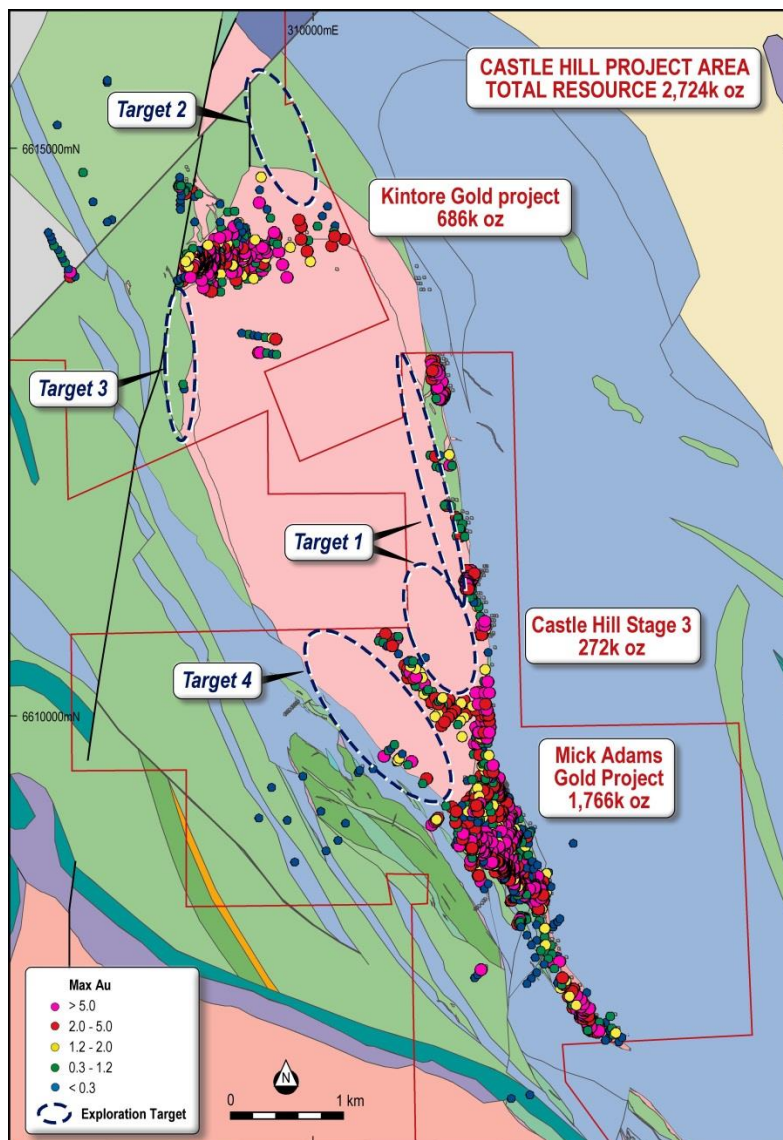 310000mE
CASTLE HILL PROJECT AREA
TOTAL RESOURCE 2,724k oz
Target 2
6615000mN
Kintore Gold project
686k oz
Target 3
Target 1
Castle Hill Stage 3
272k oz
Target 4
6610000mN
Mick Adams
Gold Project
1,766k oz
Max Au
> 5.0
2.0 - 5.0
1.2 - 2.0
0.3 - 1.2
< 0.3
Exploration Target
N
0
1 km